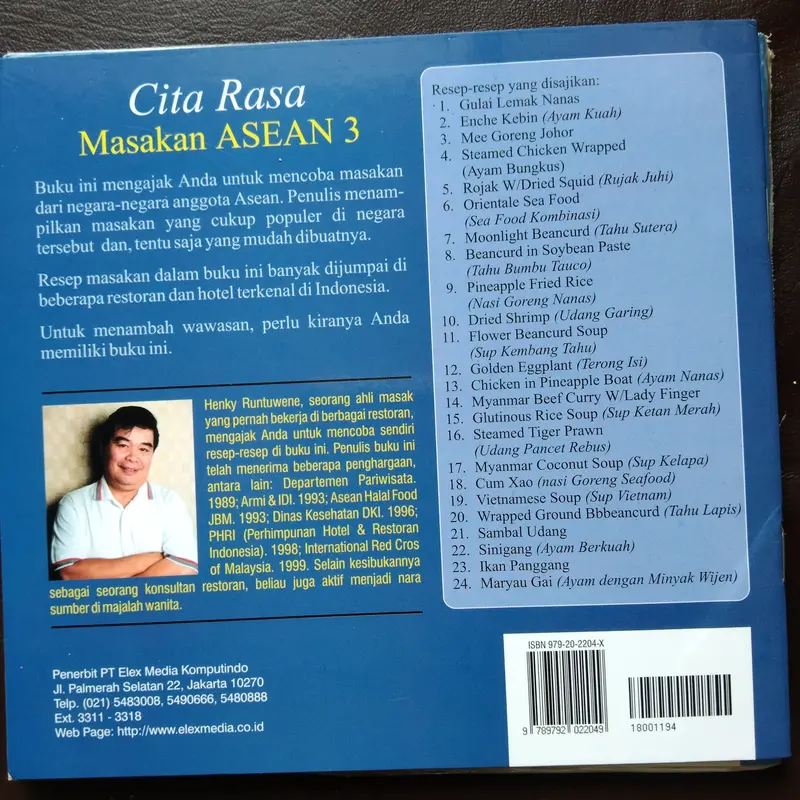 Cita Rasa
Masakan ASEAN 3
Buku ini mengajak Anda untuk mencoba masakan
dari negara-negara anggota Asean. Penulis menam-
pilkan masakan yang cukup populer di negara
tersebut dan, tentu saja yang mudah dibuatnya.
Resep masakan dalam buku ini banyak dijumpai di
beberapa restoran dan hotel terkenal di Indonesia.
Untuk menambah wawasan, perlu kiranya Anda
memiliki buku ini.
Henky Runtuwene, seorang ahli masak
yang pernah bekerja di berbagai restoran,
mengajak Anda untuk mencoba sendiri
resep-resep di buku ini. Penulis buku ini
telah menerima beberapa penghargaan,
antara lain: Departemen Pariwisata.
1989; Armi & IDI. 1993; Asean Halal Food
JBM. 1993; Dinas Kesehatan DKI. 1996;
PHRI (Perhimpunan Hotel & Restoran
Indonesia). 1998; International Red Cros
of Malaysia. 1999. Selain kesibukannya
sebagai seorang konsultan restoran, beliau juga aktif menjadi nara
sumber di majalah wanita.
Penerbit PT Elex Media Komputindo
Jl. Palmerah Selatan 22, Jakarta 10270
Telp. (021) 5483008, 5490666, 5480888
Ext. 3311 - 3318
Web Page: http://www.elexmedia.co.id
Resep-resep yang disajikan:
1. Gulai Lemak Nanas
2. Enche Kebin (Ayam Kuah)
3. Mee Goreng Johor
4. Steamed Chicken Wrapped
(Ayam Bungkus)
5. Rojak W/Dried Squid (Rujak Juhi)
6. Orientale Sea Food
(Sea Food Kombinasi)
7. Moonlight Beancurd (Tahu Sutera)
8. Beancurd in Soybean Paste
(Tahu Bumbu Tauco)
9. Pineapple Fried Rice
(Nasi Goreng Nanas)
10. Dried Shrimp (Udang Garing)
11. Flower Beancurd Soup
(Sup Kembang Tahu)
12. Golden Eggplant (Terong Isi)
13. Chicken in Pineapple Boat (Ayam Nanas)
14. Myanmar Beef Curry W/Lady Finger
15. Glutinous Rice Soup (Sup Ketan Merah)
16. Steamed Tiger Prawn
(Udang Pancet Rebus)
17. Myanmar Coconut Soup (Sup Kelapa)
18. Cum Xao (nasi Goreng Seafood)
19. Vietnamese Soup (Sup Vietnam)
20. Wrapped Ground Bbbeancurd (Tahu Lapis)
21. Sambal Udang
22. Sinigang (Ayam Berkuah)
23. Ikan Panggang
24. Maryau Gai (Ayam dengan Minyak Wijen)
ISBN 979-20-2204-X
9 789792 022049
18001194